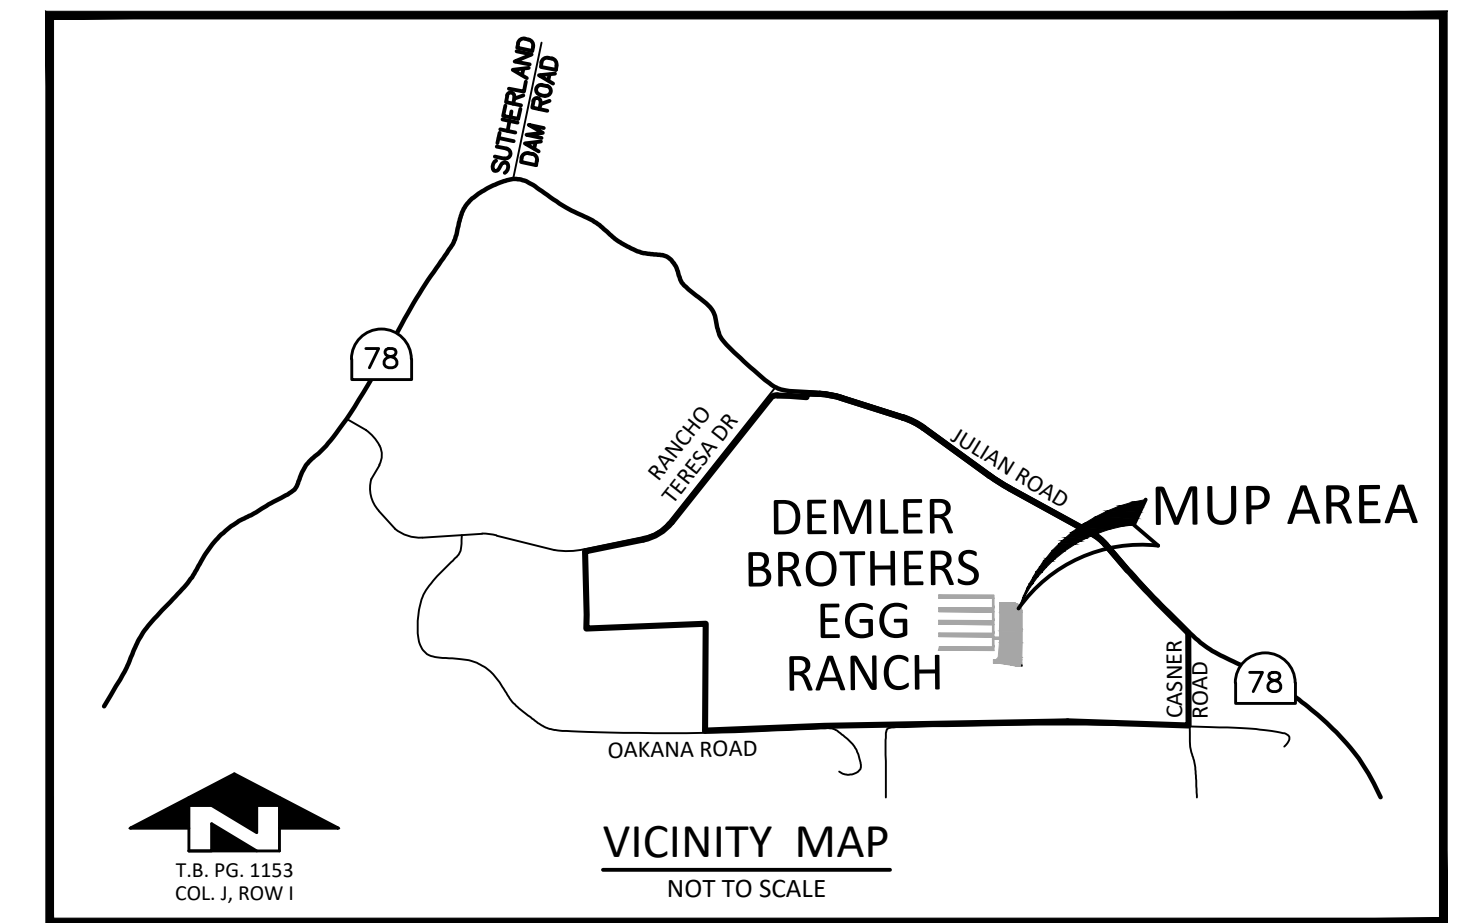 SUTHERLAND
DAM ROAD
78
RANCHO
TERESA DR
JULIAN ROAD
MUP AREA
DEMLER
BROTHERS
EGG
RANCH
CASNER
ROAD
78
OAKANA ROAD
N
T.B. PG. 1153
COL. J, ROW I
VICINITY MAP
NOT TO SCALE